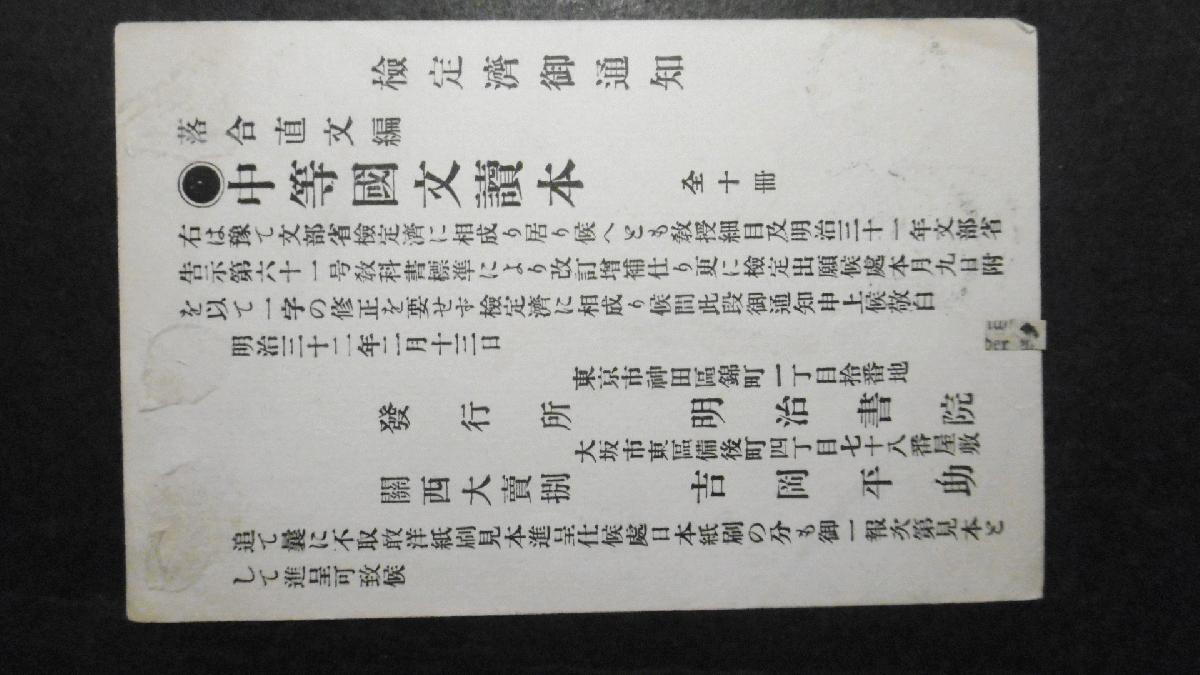 檢定濟御通知
落合直文編
●中等國文讀本 全十冊
右は豫て文部省檢定濟に相成り居り候へども敎授細目及明治三十一年文部省
告示第六十一号敎科書標準により改訂增補仕り更に檢定出願候處本月九日附
を以て一字の修正を要せず檢定濟に相成り候間此段御通知申上候敬白
明治三十二年二月十三日
東京市神田區錦町一丁目拾番地
發行所 明治書院
大坂市東區備後町四丁目七十八番屋敷
關西大賣捌 吉岡平助
追て曩に不取敢洋紙刷見本進呈仕候處日本紙刷の分も御一報次第見本と
して進呈可致候